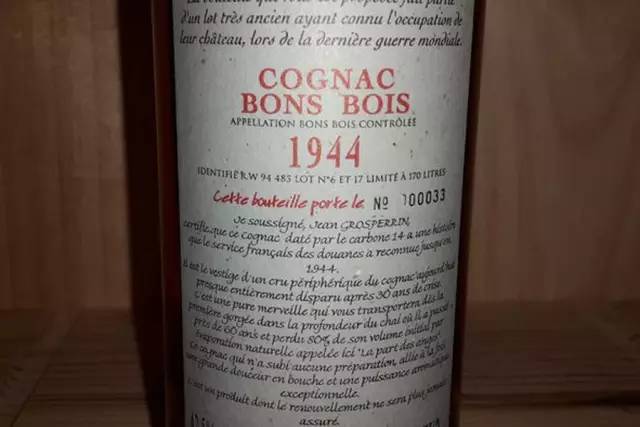 d'un lot très ancien ayant connu l'occupation de
leur château, lors de la dernière guerre mondiale.
COGNAC
BONS BOIS
APPELLATION BONS BOIS CONTRÔLÉE
1944
IDENTIFIÉ R.W 94 485 LOT N°6 ET 17 LIMITÉ À 170 LITRES
Cette bouteille porte le Nº 000033
Je soussigné, Jean GROSPERRIN,
certifie que ce cognac daté par le carbone 14 a une histoire
que le service français des douanes a reconnue jusqu'en
1944.
Il est le vestige d'un cru périphérique du cognac aujourd'hui
presque entièrement disparu après 30 ans de crise.
c'est une pure merveille qui vous transportera dès la
première gorgée dans la profondeur du chai où il a passé
près de 60 ans et perdu 80% de son volume initial par
évaporation naturelle appelée ici "La part des anges".
Ce cognac qui n'a subi aucune préparation, allie à la fois
une grande douceur en bouche et une puissance aromatique
exceptionnelle.
C'est un produit dont le renouvellement ne sera plus jamais
assuré.